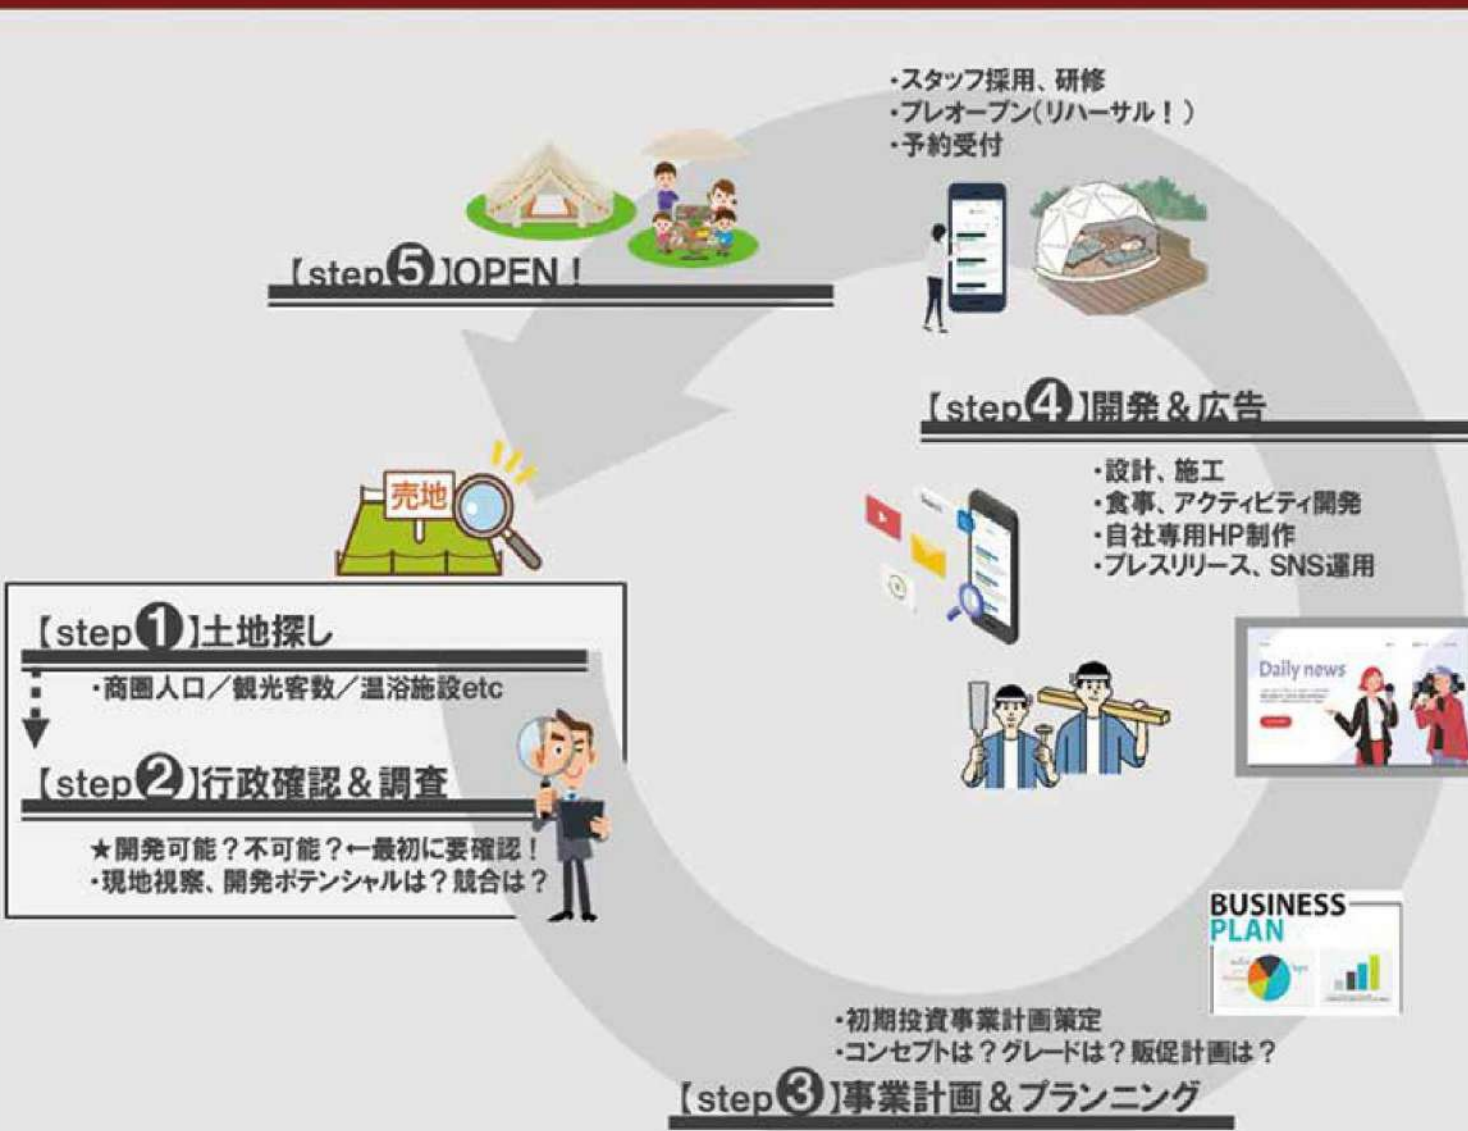 ・スタッフ採用、研修
・プレオープン(リハーサル！)
・予約受付
【step❺】OPEN！
【step❹】開発＆広告
・設計、施工
・食事、アクティビティ開発
・自社専用HP制作
・プレスリリース、SNS運用
売地
【step❶】土地探し
・商圏人口／観光客数／温浴施設etc
Daily news
【step❷】行政確認＆調査
★開発可能？不可能？←最初に要確認！
・現地視察、開発ポテンシャルは？競合は？
BUSINESS
PLAN
・初期投資事業計画策定
・コンセプトは？グレードは？販促計画は？
【step❸】事業計画＆プランニング